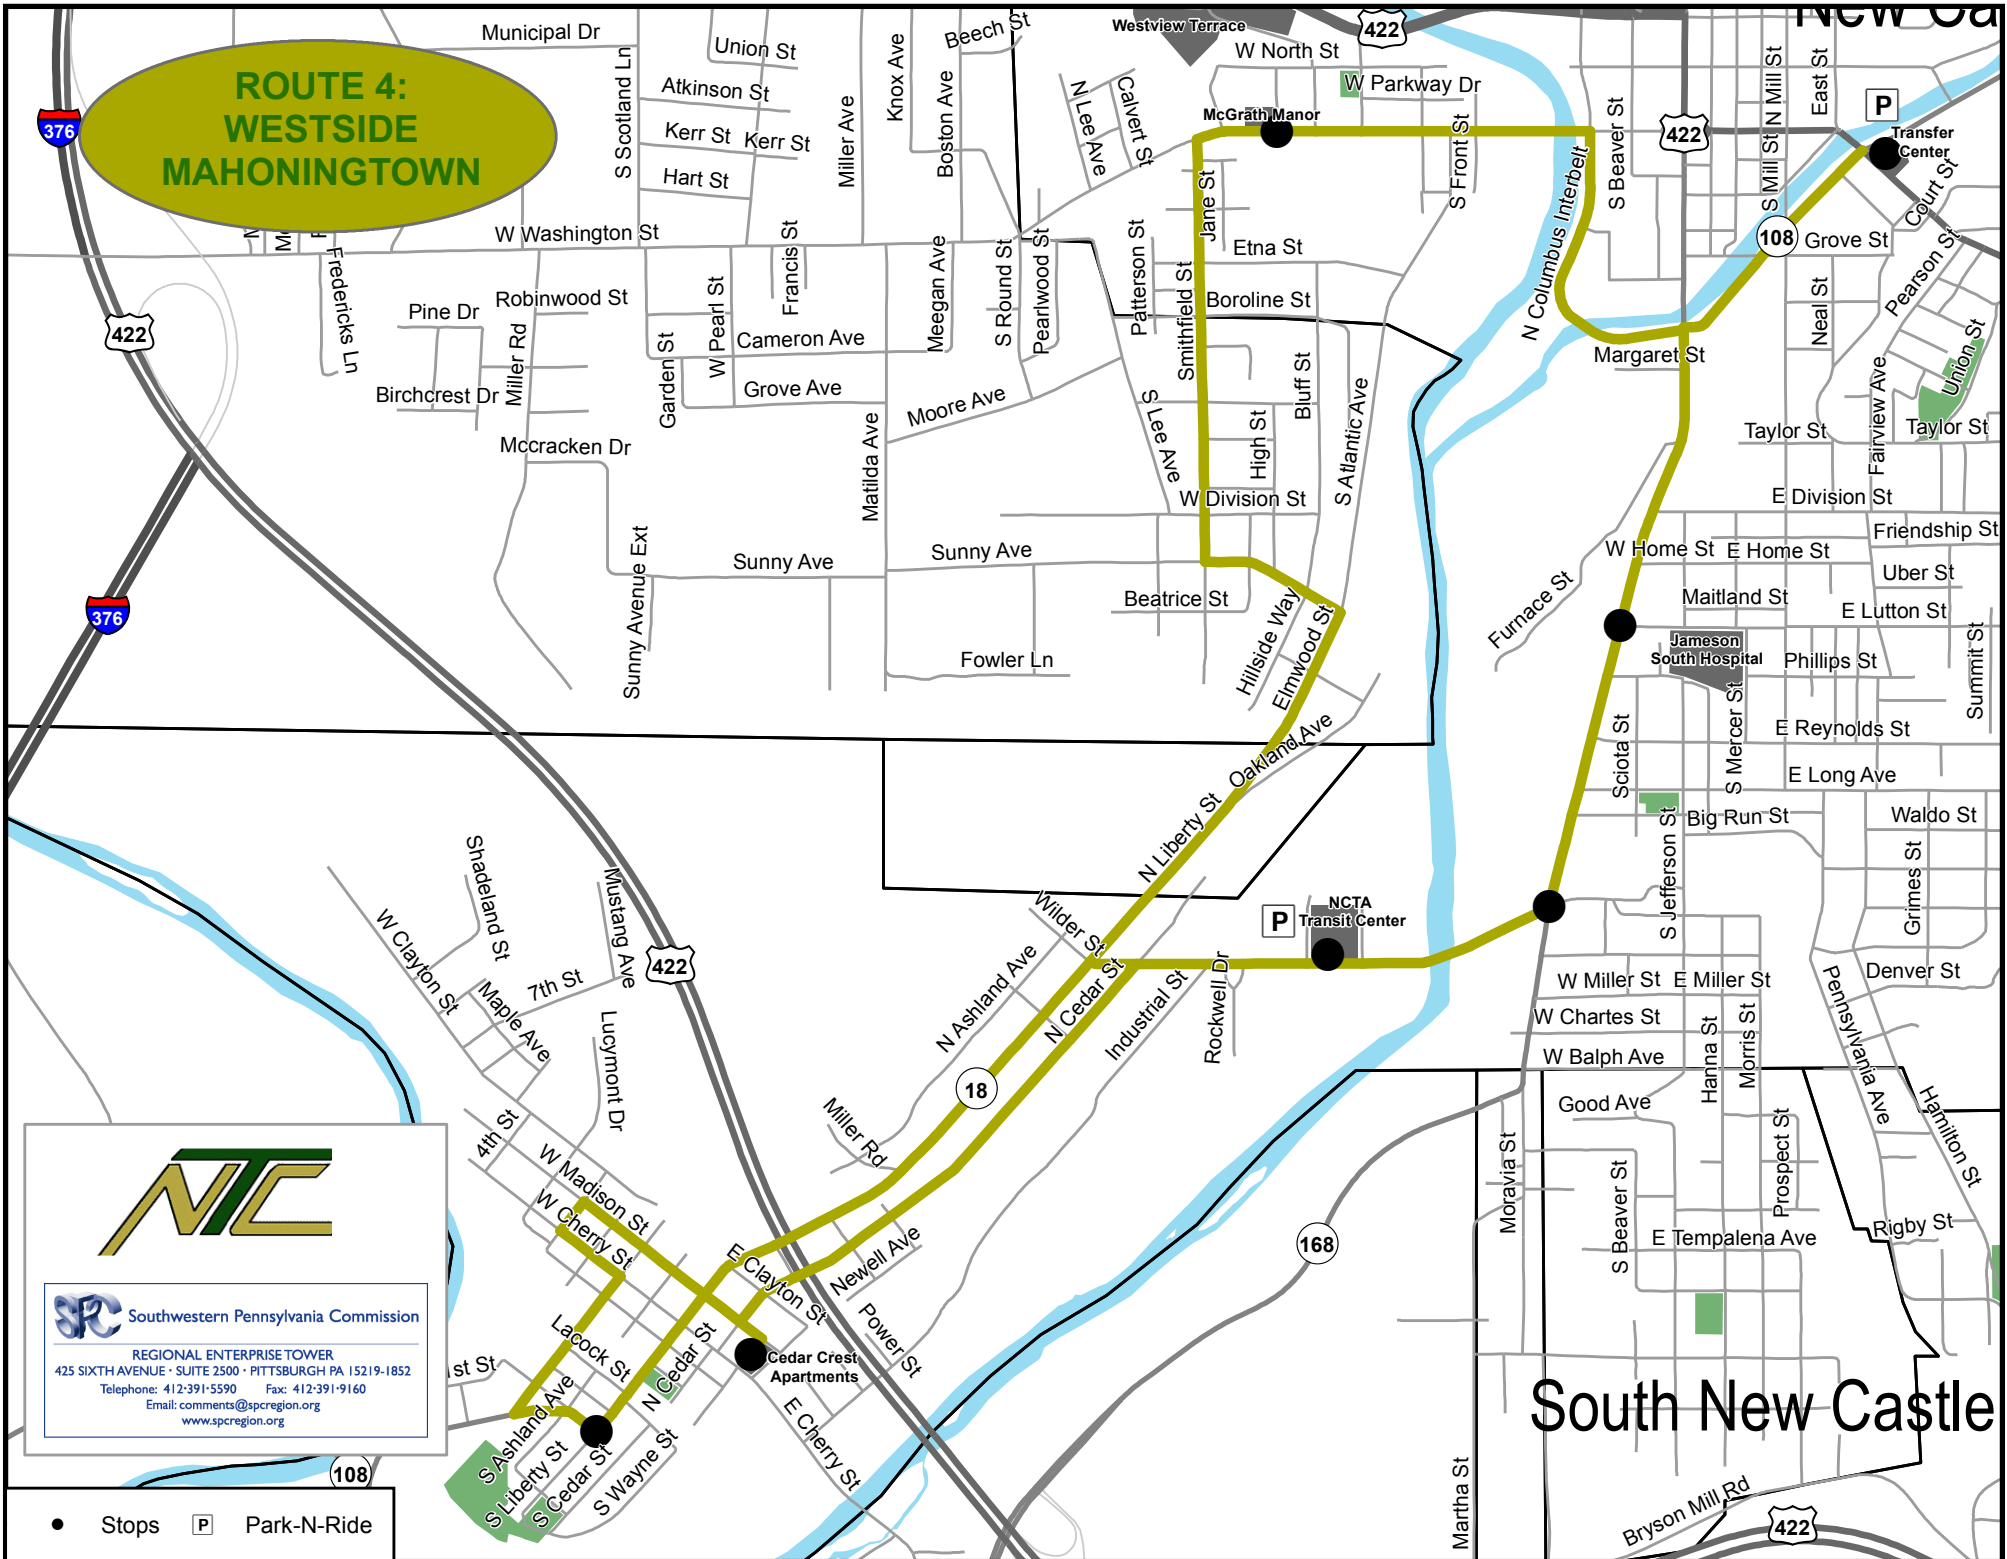 ROUTE 4:
WESTSIDE
MAHONINGTOWN
New Ca
Westview Terrace
422
Municipal Dr
Union St
Beech St
W North St
Atkinson St
Knox Ave
Boston Ave
N Lee Ave
Calvert St
W Parkway Dr
McGrath Manor
S Front St
S Beaver St
422
N Mill St
East St
P
Transfer
Center
376
S Scotland Ln
Kerr St
Kerr St
Hart St
Miller Ave
Jane St
N Columbus Interbelt
S Mill St
Court St
108
Grove St
Pearson St
W Washington St
Fredericks Ln
Francis St
Meegan Ave
S Round St
Pearlwood St
Patterson St
Etna St
Smithfield St
Boroline St
Neal St
Union St
422
Pine Dr
Robinwood St
Miller Rd
Garden St
W Pearl St
Cameron Ave
Grove Ave
Birchcrest Dr
Moore Ave
Margaret St
Fairview Ave
Taylor St
Taylor St
S Lee Ave
High St
Bluff St
S Atlantic Ave
Mccracken Dr
Matilda Ave
W Division St
E Division St
Friendship St
Sunny Ave
Sunny Ave
Sunny Avenue Ext
W Home St
E Home St
Uber St
Beatrice St
Maitland St
E Lutton St
376
Furnace St
Hillside Way
Elmwood St
Fowler Ln
Jameson
South Hospital
Phillips St
Summit St
Sciota St
S Mercer St
E Reynolds St
Oakland Ave
E Long Ave
N Liberty St
S Jefferson St
Big Run St
Waldo St
Grimes St
Shadeland St
Mustang Ave
W Clayton St
Wilder St
P
NCTA
Transit Center
422
7th St
Maple Ave
N Ashland Ave
N Cedar St
Industrial St
Rockwell Dr
W Miller St
E Miller St
Denver St
W Chartes St
W Balph Ave
Hanna St
Morris St
Pennsylvania Ave
Lucymont Dr
18
Miller Rd
4th St
Good Ave
Hamilton St
Moravia St
S Beaver St
Prospect St
W Madison St
W Cherry St
E Tempalena Ave
Rigby St
168
E Clayton St
Newell Ave
Power St
Lacock St
N Cedar St
Cedar Crest
Apartments
1st St
E Cherry St
S Ashland Ave
S Liberty St
S Cedar St
S Wayne St
South New Castle
Martha St
Bryson Mill Rd
422
108
NTC
SPC
Southwestern Pennsylvania Commission
REGIONAL ENTERPRISE TOWER
425 SIXTH AVENUE • SUITE 2500 • PITTSBURGH PA 15219-1852
Telephone: 412•391•5590 Fax: 412•391•9160
Email: comments@spcregion.org
www.spcregion.org
Stops
P
Park-N-Ride